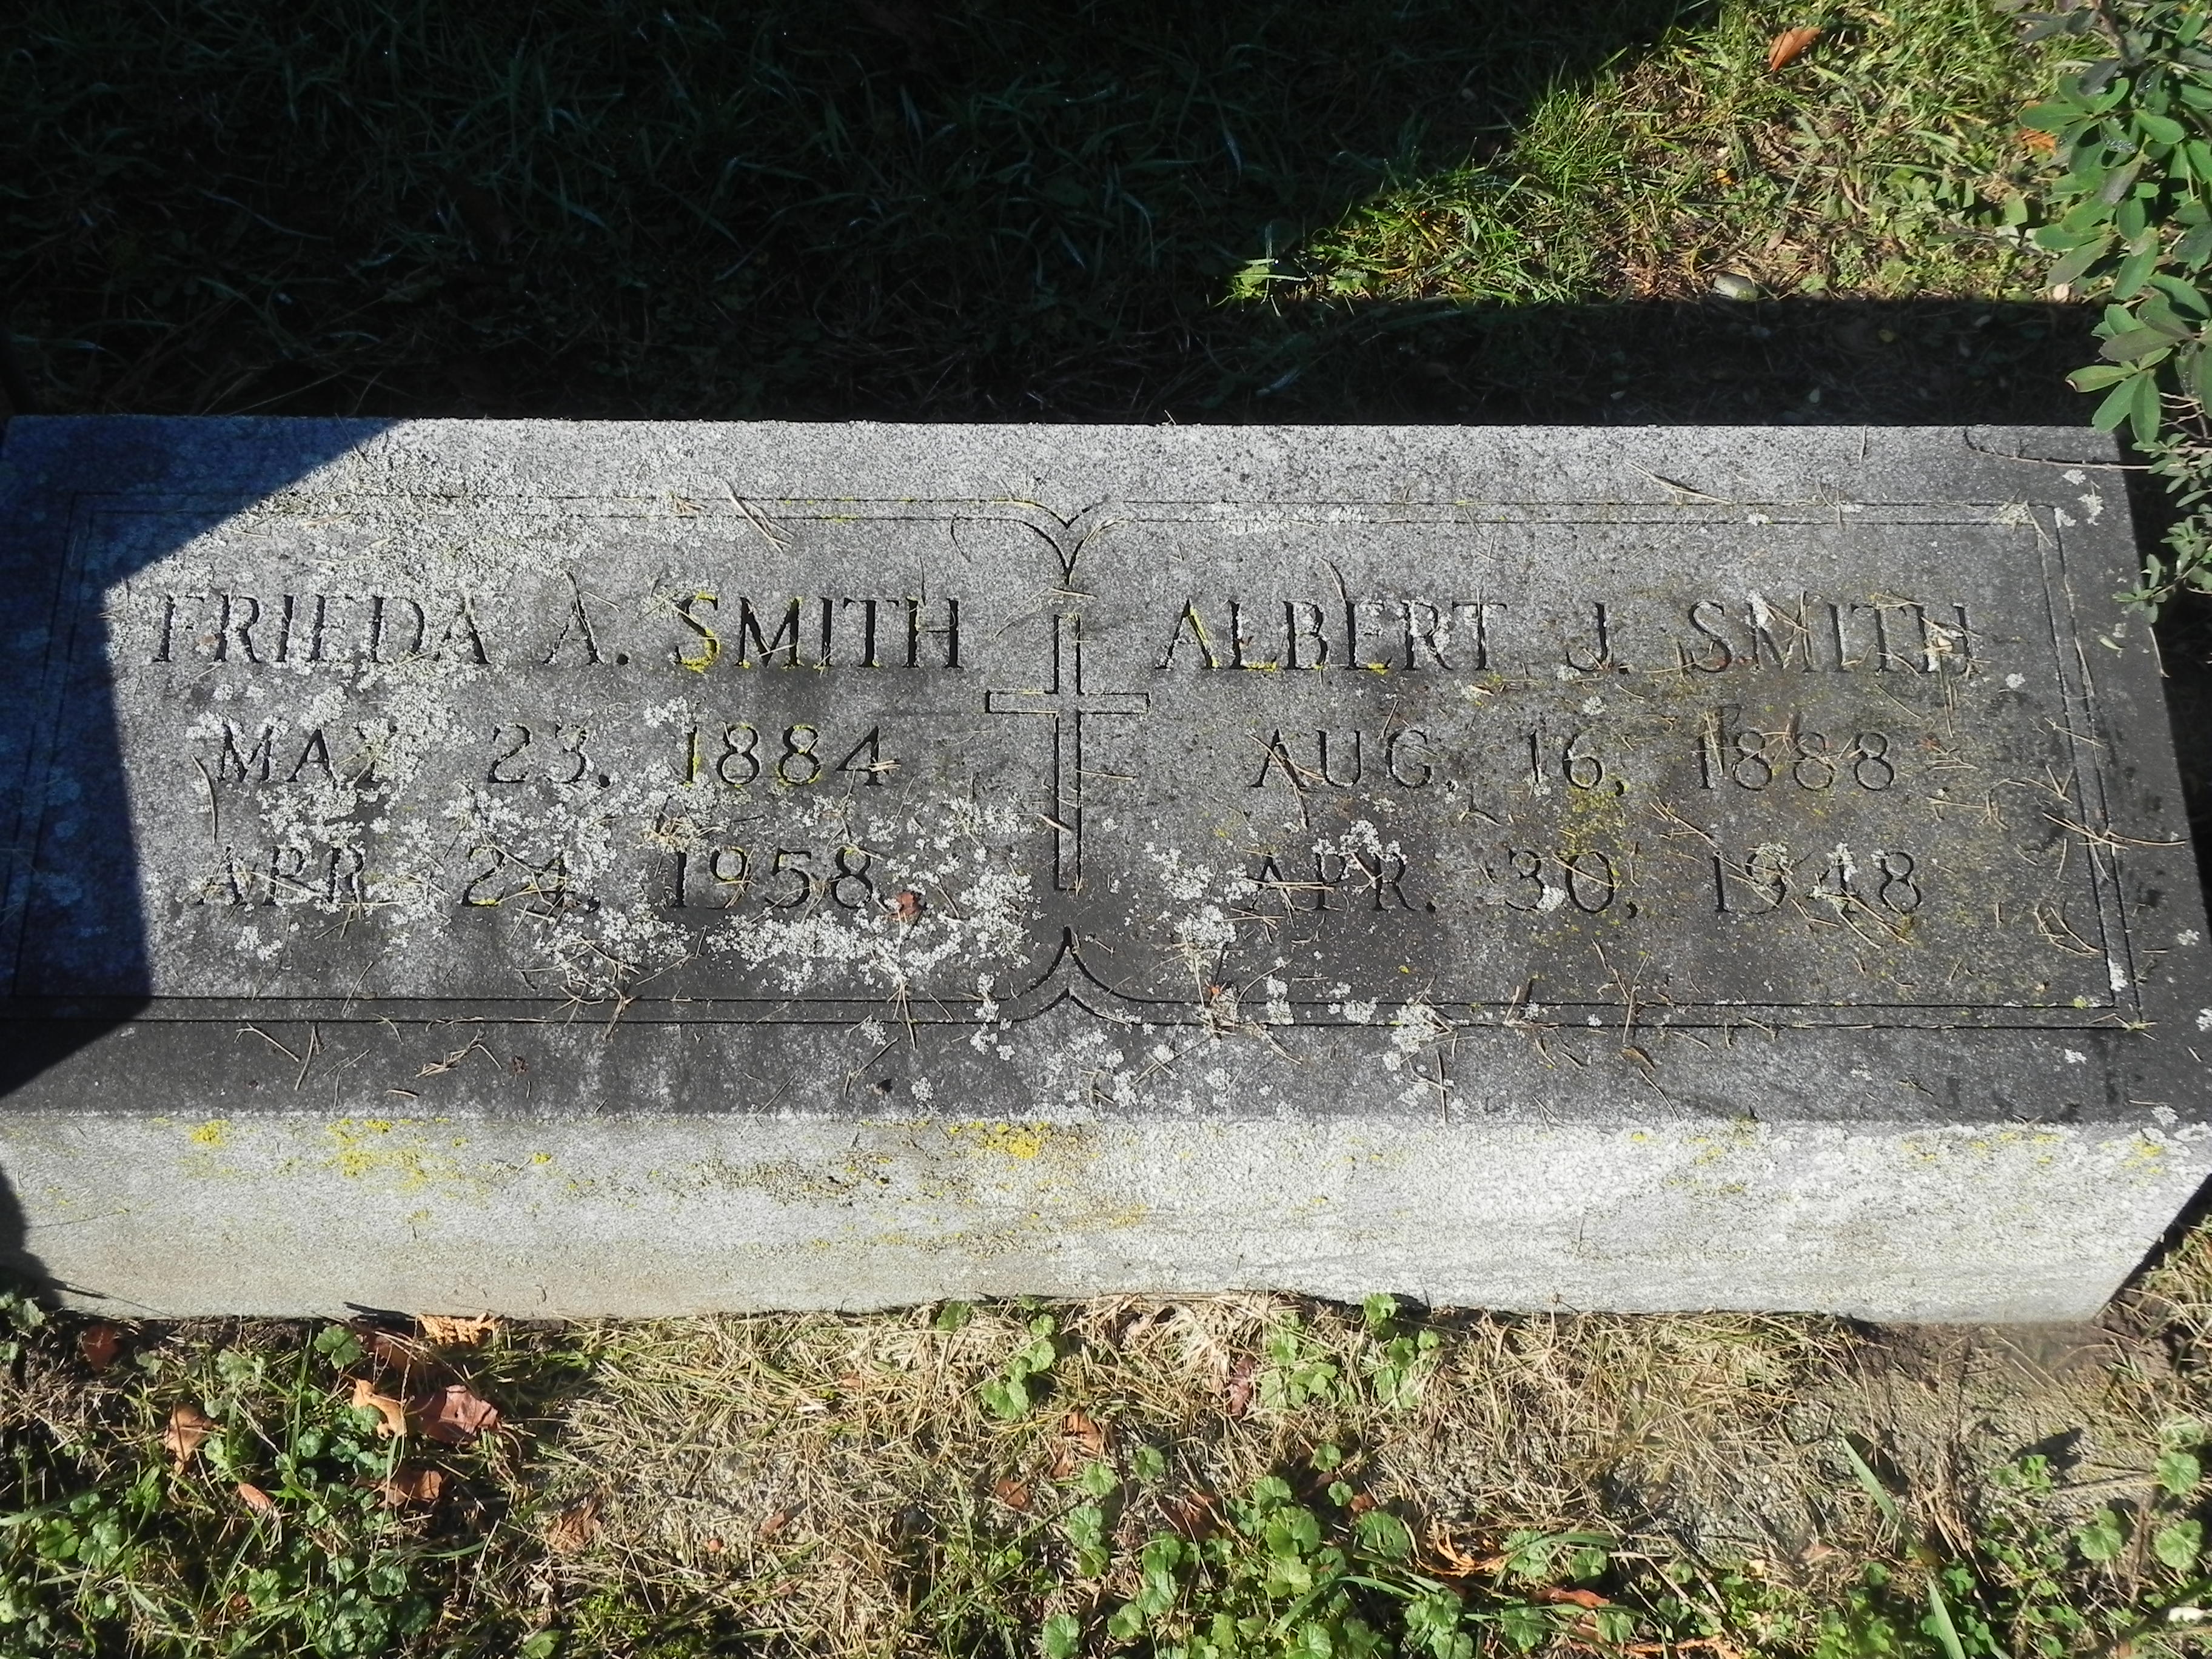 FRIEDA A. SMITH
MAY 23, 1884
APR. 24, 1958
ALBERT J. SMITH
AUG. 16, 1888
APR. 30, 1948